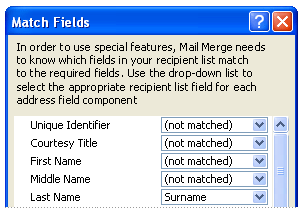 Match Fields
In order to use special features, Mail Merge needs
to know which fields in your recipient list match
to the required fields. Use the drop-down list to
select the appropriate recipient list field for each
address field component
Unique Identifier (not matched)
Courtesy Title (not matched)
First Name (not matched)
Middle Name (not matched)
Last Name Surname